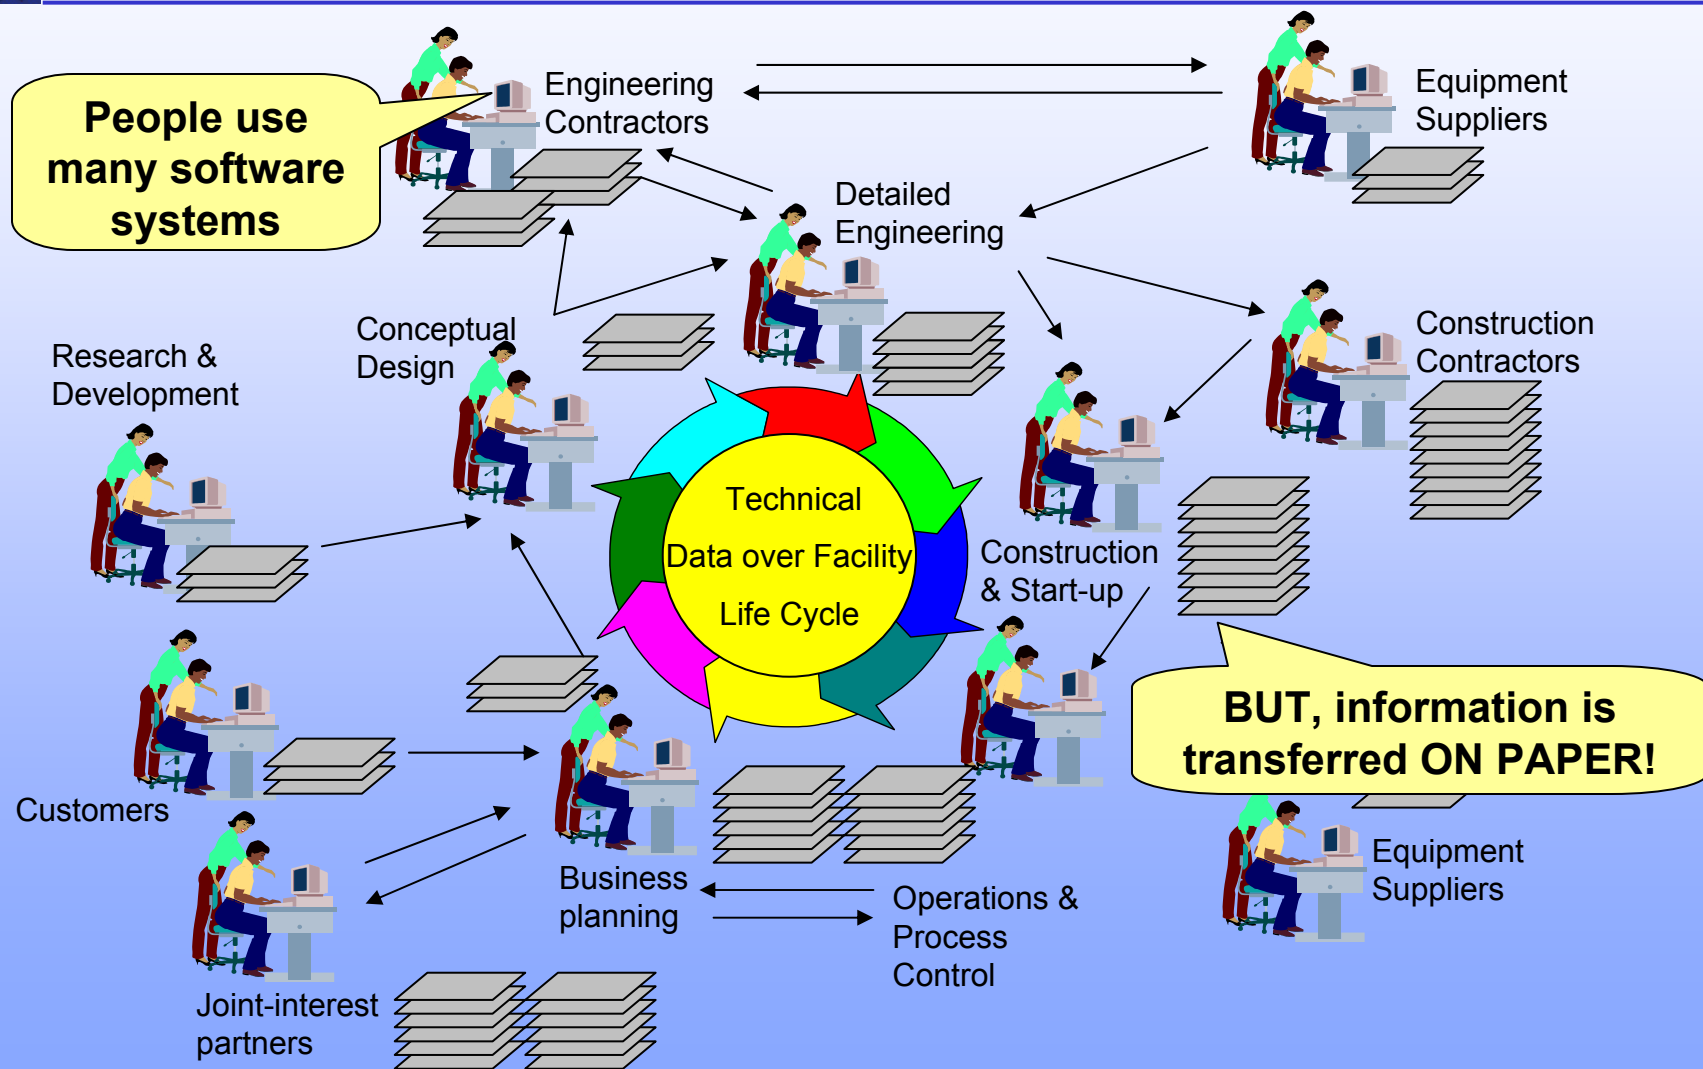 People use
many software
systems
Engineering
Contractors
Equipment
Suppliers
Detailed
Engineering
Conceptual
Design
Research &
Development
Construction
Contractors
Technical
Data over Facility
Life Cycle
Construction
& Start-up
BUT, information is
transferred ON PAPER!
Customers
Business
planning
Operations &
Process
Control
Equipment
Suppliers
Joint-interest
partners